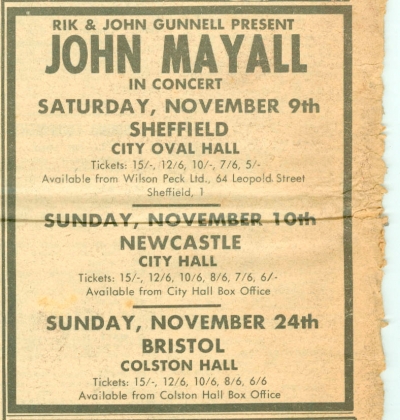 RIK & JOHN GUNNELL PRESENT
JOHN MAYALL
IN CONCERT
SATURDAY, NOVEMBER 9th
SHEFFIELD
CITY OVAL HALL
Tickets: 15/-, 12/6, 10/-, 7/6, 5/-
Available from Wilson Peck Ltd., 64 Leopold. Street
Sheffield, 1
SUNDAY, NOVEMBER 10th
NEWCASTLE
CITY HALL
Tickets: 15/-, 12/6, 10/6, 8/6, 7/6, 6/-
Available from City Hall Box Office
SUNDAY, NOVEMBER 24th
BRISTOL
COLSTON HALL
Tickets: 15/-, 12/6, 10/6, 8/6, 6/6
Available from Colston Hall Box Office